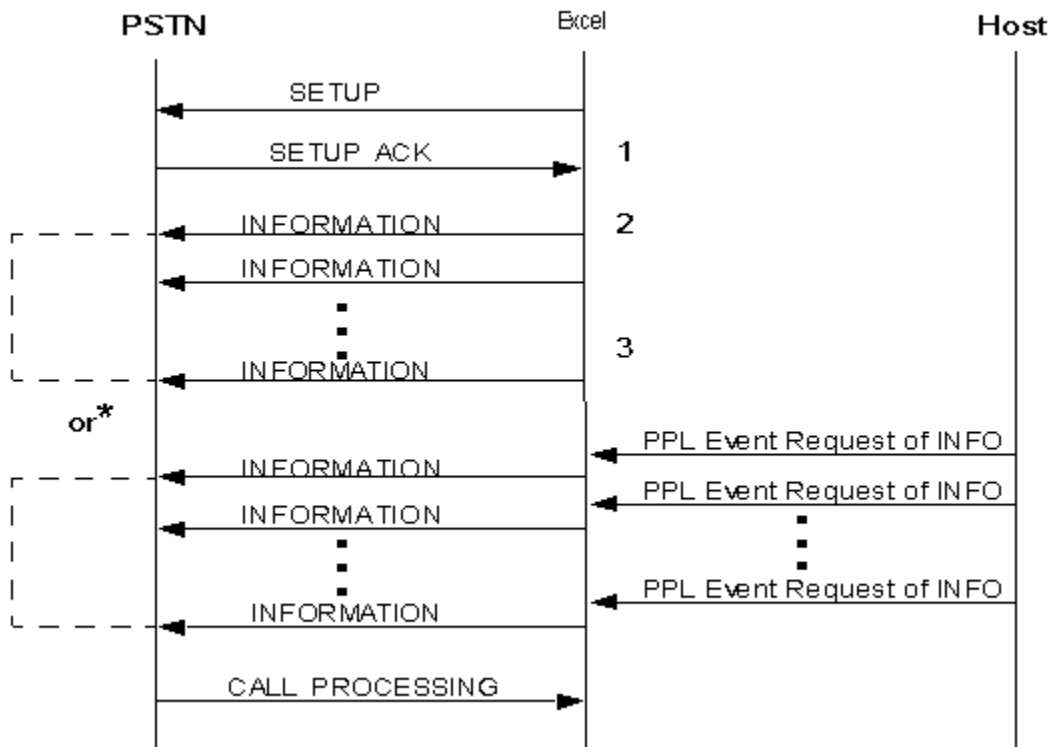 PSTN Excel Host
SETUP
SETUP ACK 1
INFORMATION 2
INFORMATION
3
INFORMATION
or*
PPL Event Request of INFO
INFORMATION
PPL Event Request of INFO
INFORMATION
PPL Event Request of INFO
INFORMATION
CALL PROCESSING